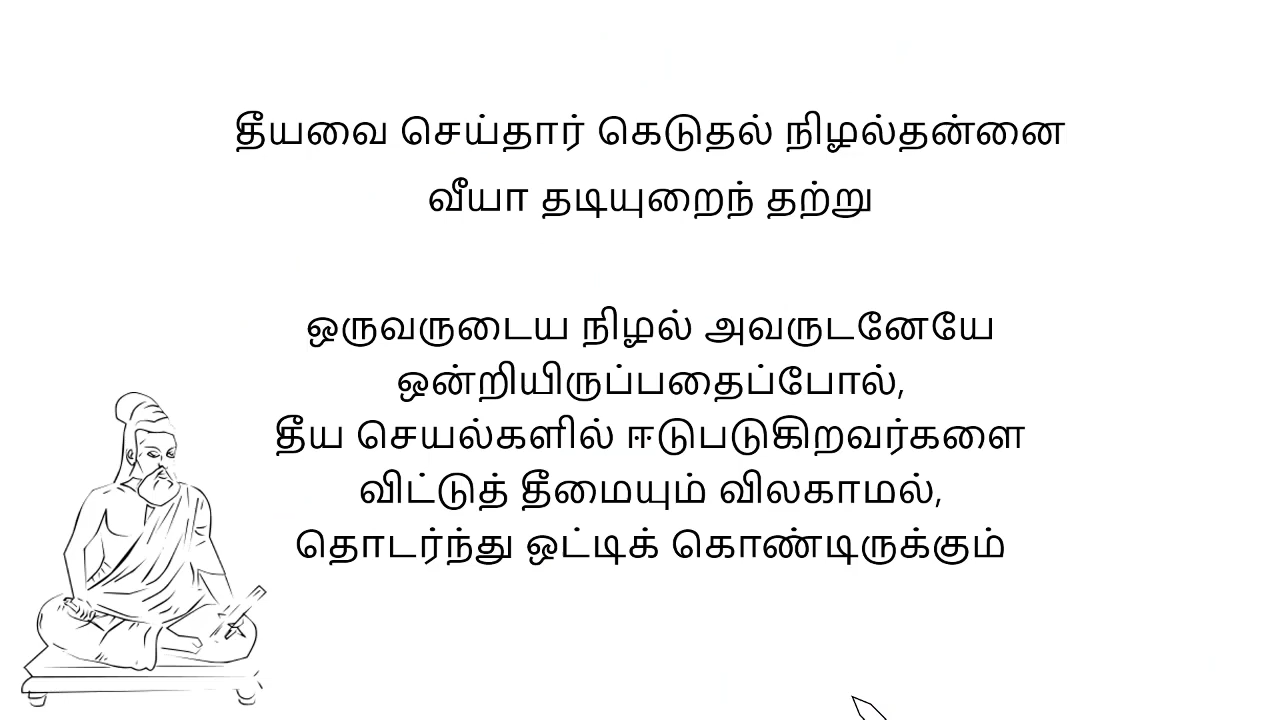 தீயவை செய்தார் கெடுதல் நிழல்தன்னை
வீயா தடியுறைந் தற்று
ஒருவருடைய நிழல் அவருடனேயே
ஒன்றியிருப்பதைப்போல்,
தீய செயல்களில் ஈடுபடுகிறவர்களை
விட்டுத் தீமையும் விலகாமல்,
தொடர்ந்து ஒட்டிக் கொண்டிருக்கும்